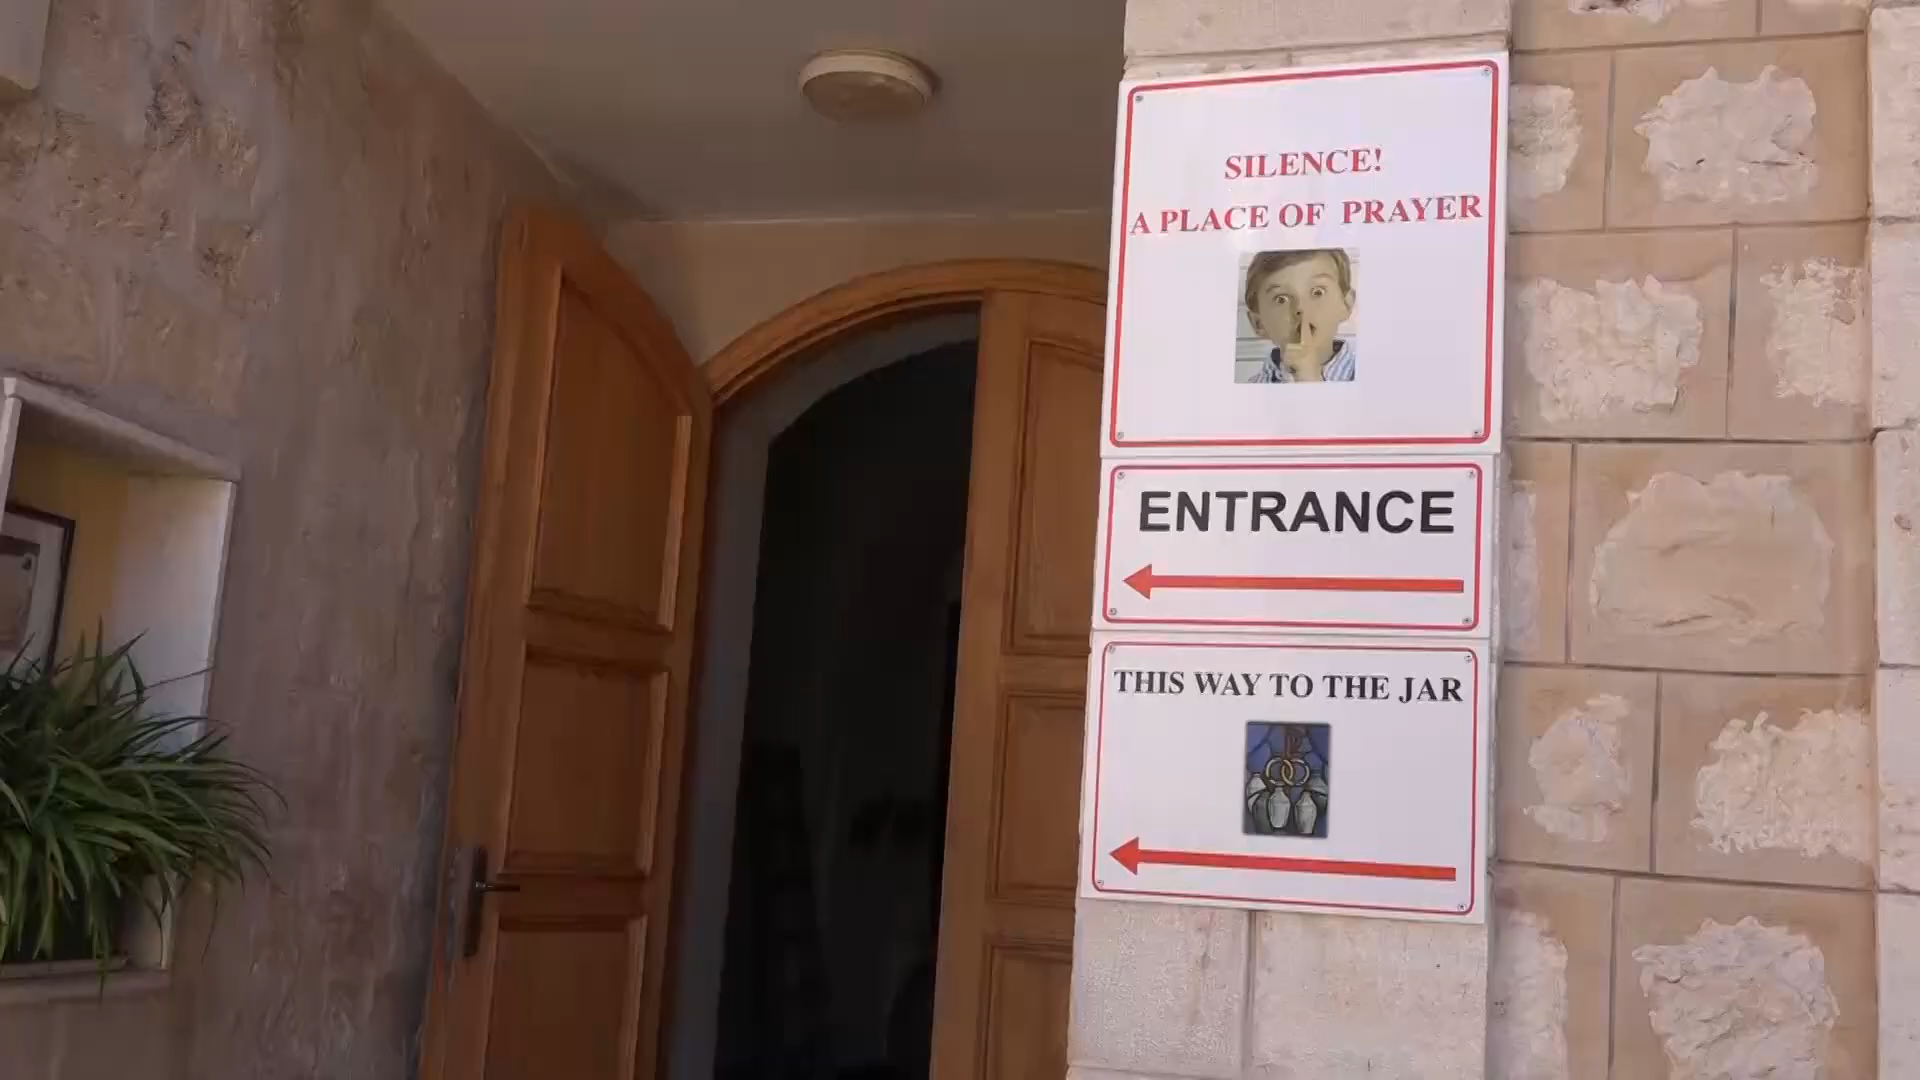 SILENCE!
A PLACE OF PRAYER
ENTRANCE
THIS WAY TO THE JAR